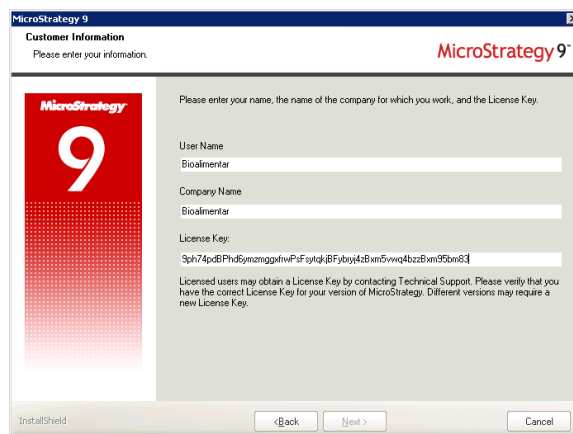 MicroStrategy 9
Customer Information
Please enter your information.
MicroStrategy 9
MicroStrategy
9
Please enter your name, the name of the company for which you work, and the License Key.
User Name
Bioalimentar
Company Name
Bioalimentar
License Key:
Licensed users may obtain a License Key by contacting Technical Support. Please verify that you
have the correct License Key for your version of MicroStrategy. Different versions may require a
new License Key.
InstallShield
<Back
Next >
Cancel